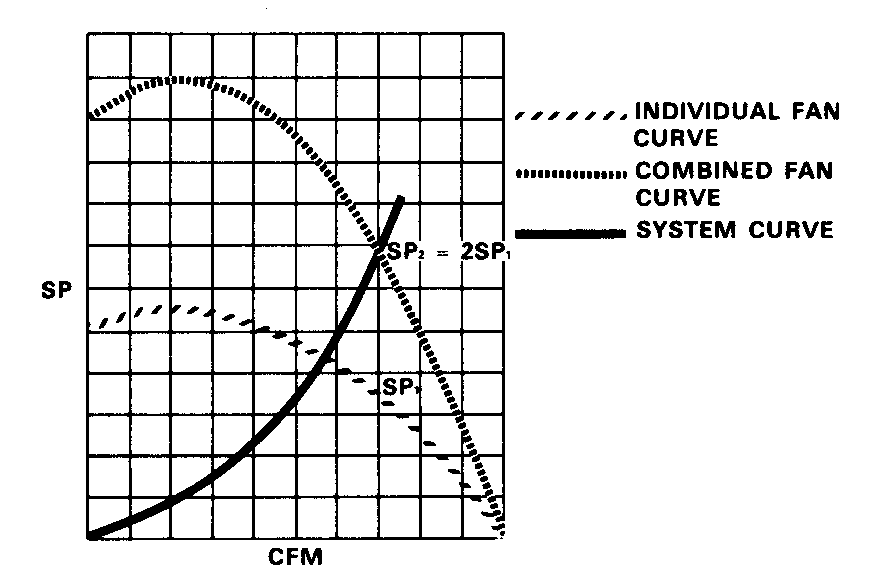 INDIVIDUAL FAN
CURVE
COMBINED FAN
CURVE
SYSTEM CURVE
SP₂ = 2SP₁
SP
SP₁
CFM